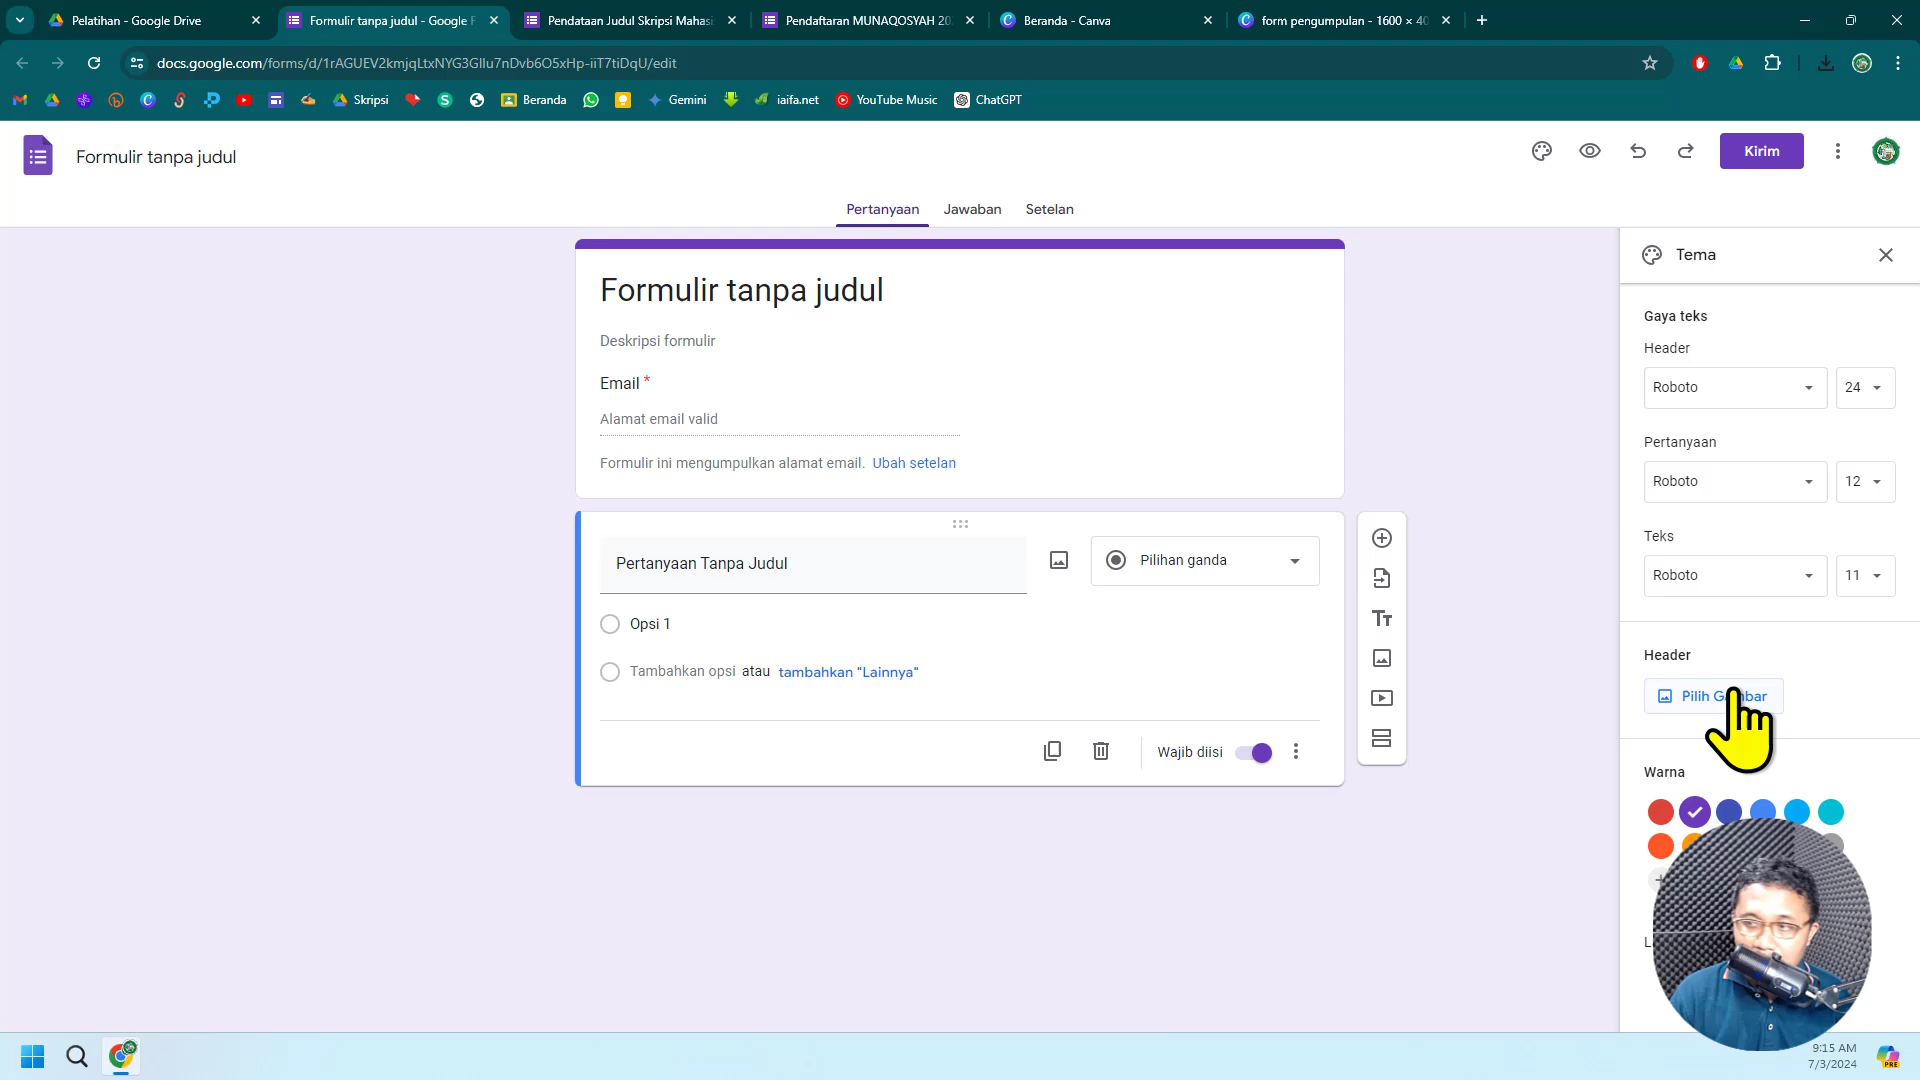 Pelatihan - Google Drive
Formulir tanpa judul - Google F
Pendataan Judul Skripsi Mahasi
Pendaftaran MUNAQOSYAH 20
Beranda - Canva
form pengumpulan - 1600 × 40
docs.google.com/forms/d/1rAGUEV2kmjqLtxNYG3GIlu7nDvb6O5xHp-iiT7tiDqU/edit
Skripsi
Beranda
Gemini
iaifa.net
YouTube Music
ChatGPT
Formulir tanpa judul
Kirim
Pertanyaan
Jawaban
Setelan
Formulir tanpa judul
Deskripsi formulir
Email *
Alamat email valid
Formulir ini mengumpulkan alamat email. Ubah setelan
Pertanyaan Tanpa Judul
Pilihan ganda
Opsi 1
Tambahkan opsi atau tambahkan "Lainnya"
Wajib diisi
Tema
Gaya teks
Header
Roboto 24
Pertanyaan
Roboto 12
Teks
Roboto 11
Header
Pilih
Warna
9:15 AM
7/3/2024
PRE